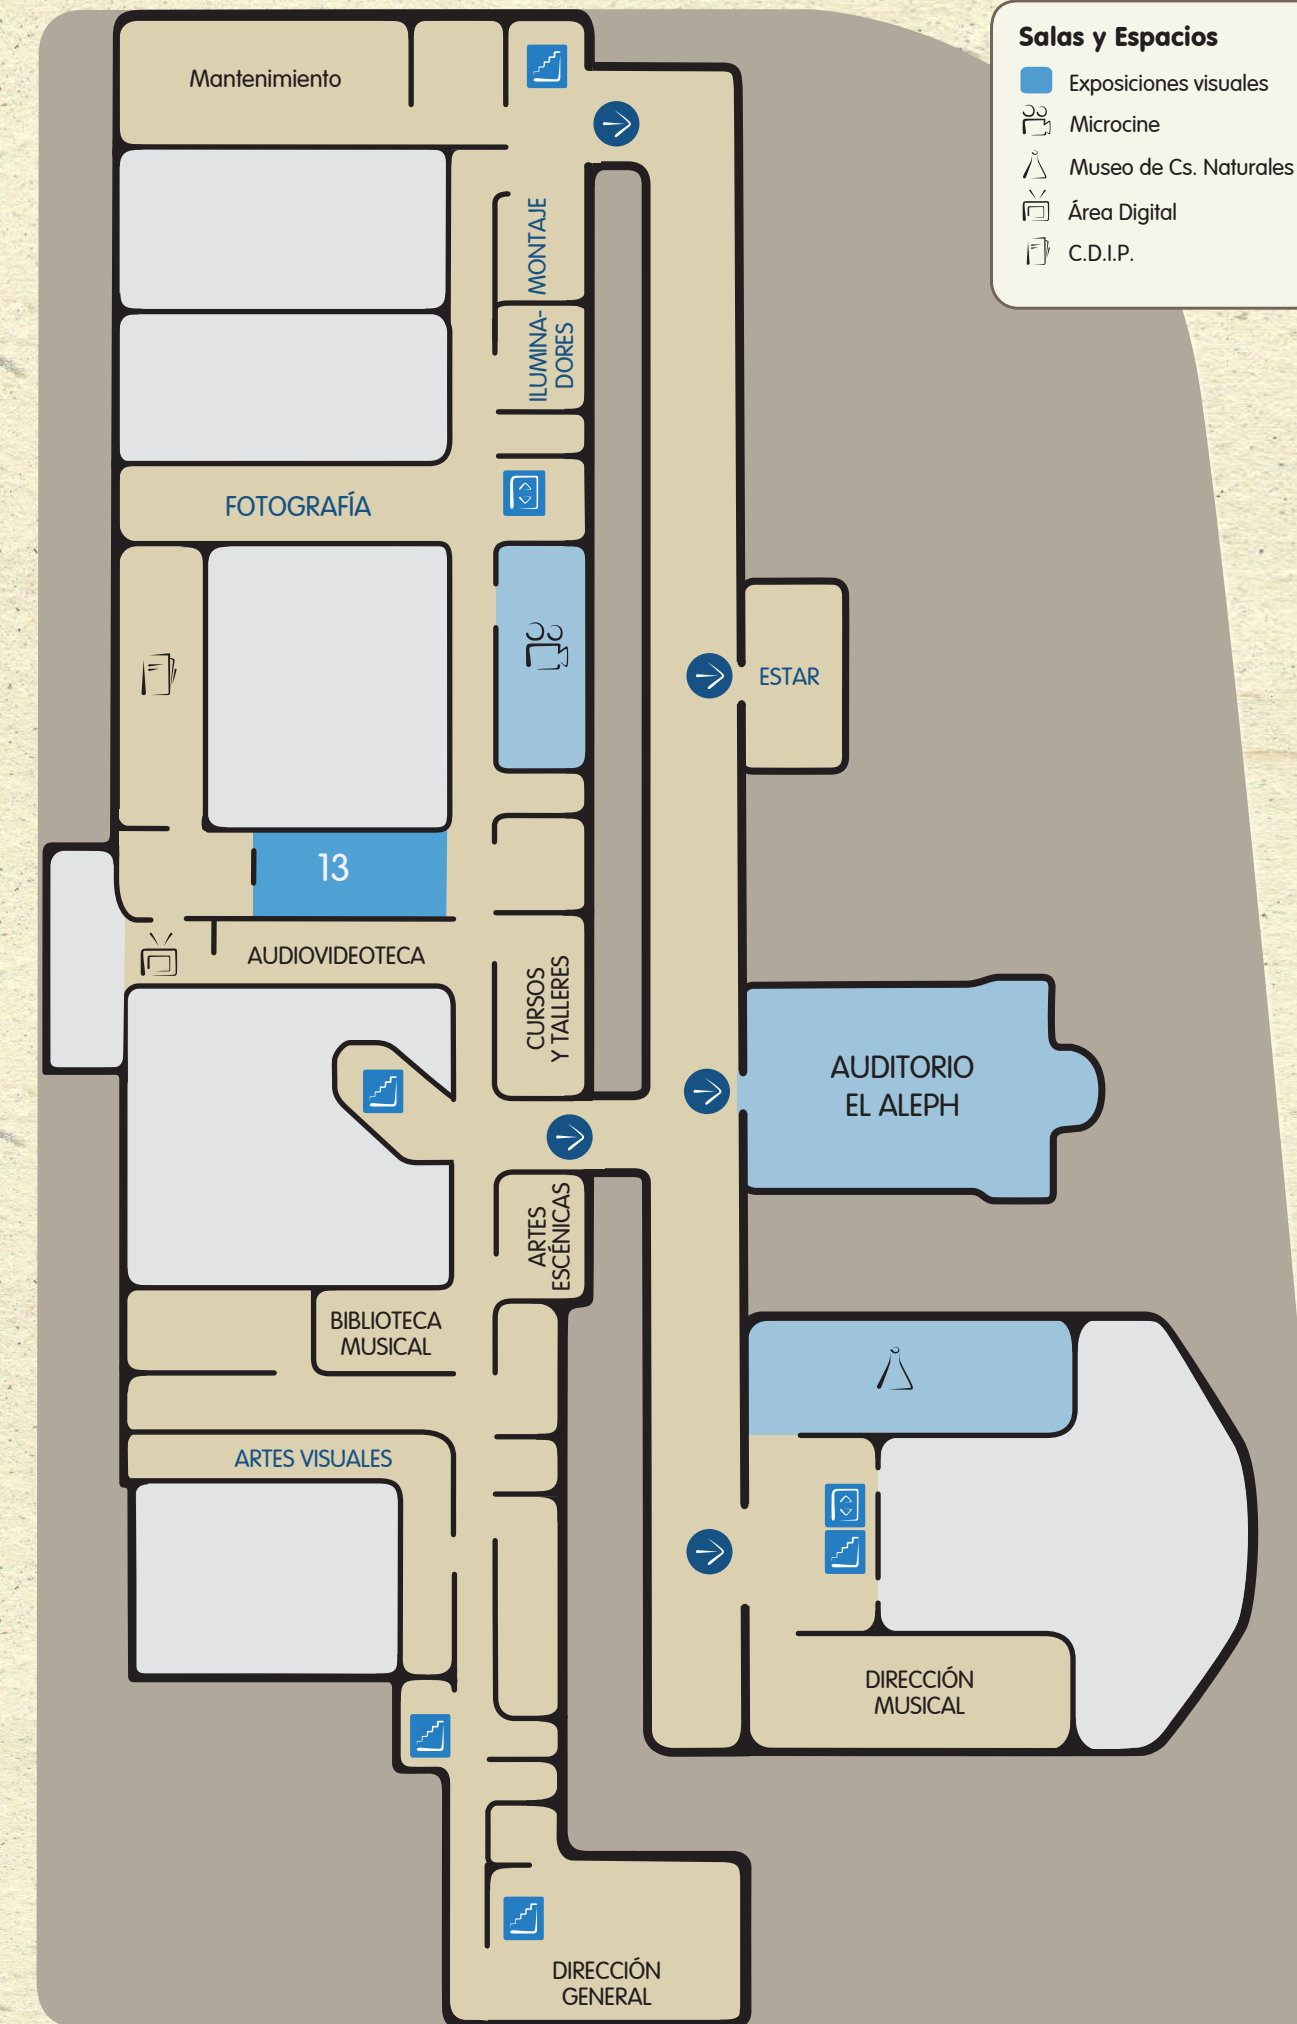 Salas y Espacios
Exposiciones visuales
Microcine
Museo de Cs. Naturales
Área Digital
C.D.I.P.
Mantenimiento
MONTAJE
ILUMINA-
DORES
FOTOGRAFÍA
ESTAR
13
AUDIOVIDEOTECA
CURSOS
Y TALLERES
AUDITORIO
EL ALEPH
ARTES
ESCÉNICAS
BIBLIOTECA
MUSICAL
ARTES VISUALES
DIRECCIÓN
MUSICAL
DIRECCIÓN
GENERAL